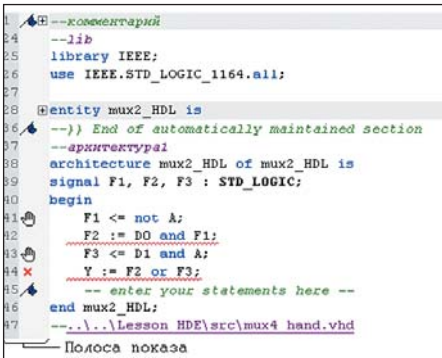 1 --комментарий
24 --lib
25 library IEEE;
26 use IEEE.STD_LOGIC_1164.all;
27
28 entity mux2_HDL is
36 --)) End of automatically maintained section
37 --архитектура1
38 architecture mux2_HDL of mux2_HDL is
39 signal F1, F2, F3 : STD_LOGIC;
40 begin
41 F1 <= not A;
42 F2 := D0 and F1;
43 F3 <= D1 and A;
44 Y := F2 or F3;
45 -- enter your statements here --
46 end mux2_HDL;
47 --..\..\Lesson HDE\src\mux4 hand.vhd
Полоса показа